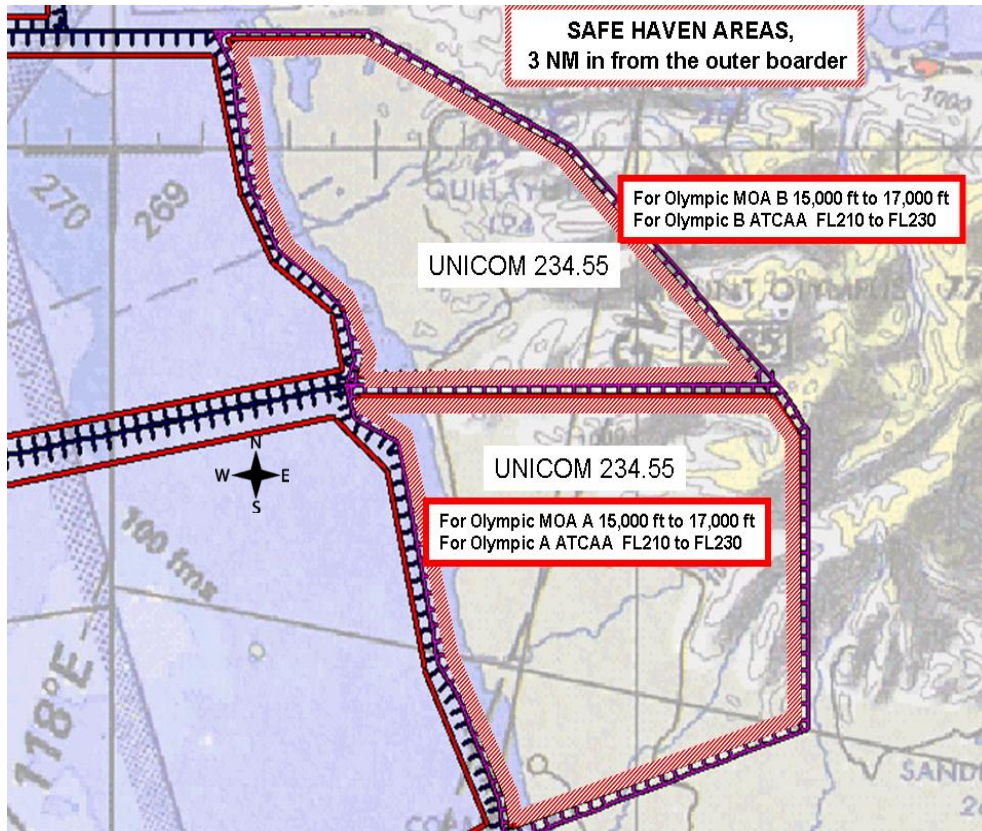 SAFE HAVEN AREAS,
3 NM in from the outer boarder
1000
270
269
For Olympic MOA B 15,000 ft to 17,000 ft
For Olympic B ATCAA FL210 to FL230
UNICOM 234.55
N
W E
S
UNICOM 234.55
For Olympic MOA A 15,000 ft to 17,000 ft
For Olympic A ATCAA FL210 to FL230
100 fms
118°E
SAND